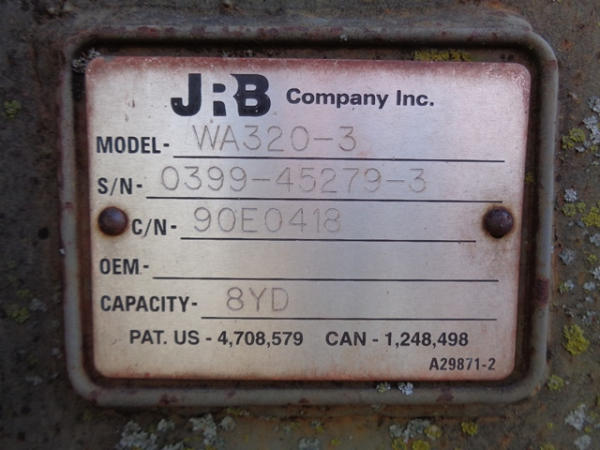 JRB Company Inc.
MODEL- WA320-3
S/N- 0399-45279-3
C/N- 90E0418
OEM-
CAPACITY- 8YD
PAT. US - 4,708,579 CAN - 1,248,498
A29871-2